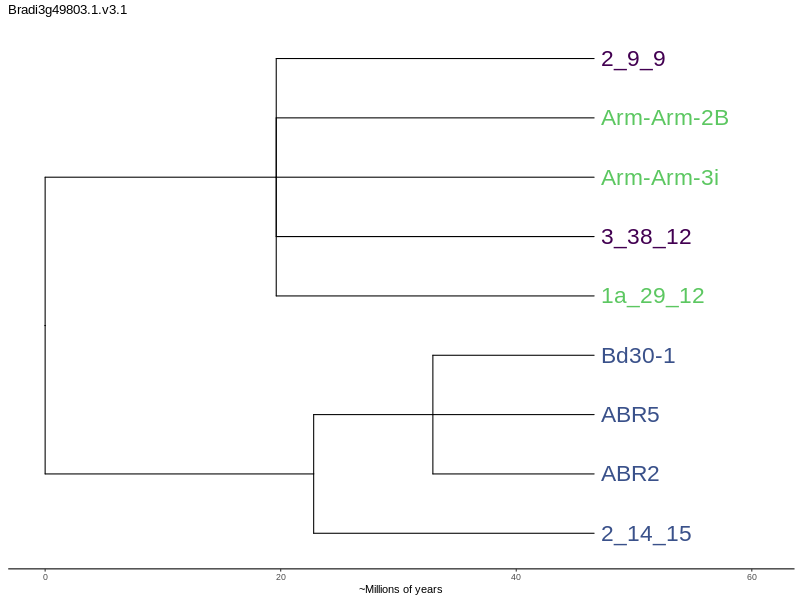 Bradi3g49803.1.v3.1
2_9_9
Arm-Arm-2B
Arm-Arm-3i
3_38_12
1a_29_12
Bd30-1
ABR5
ABR2
2_14_15
0 20 40 60
~Millions of years